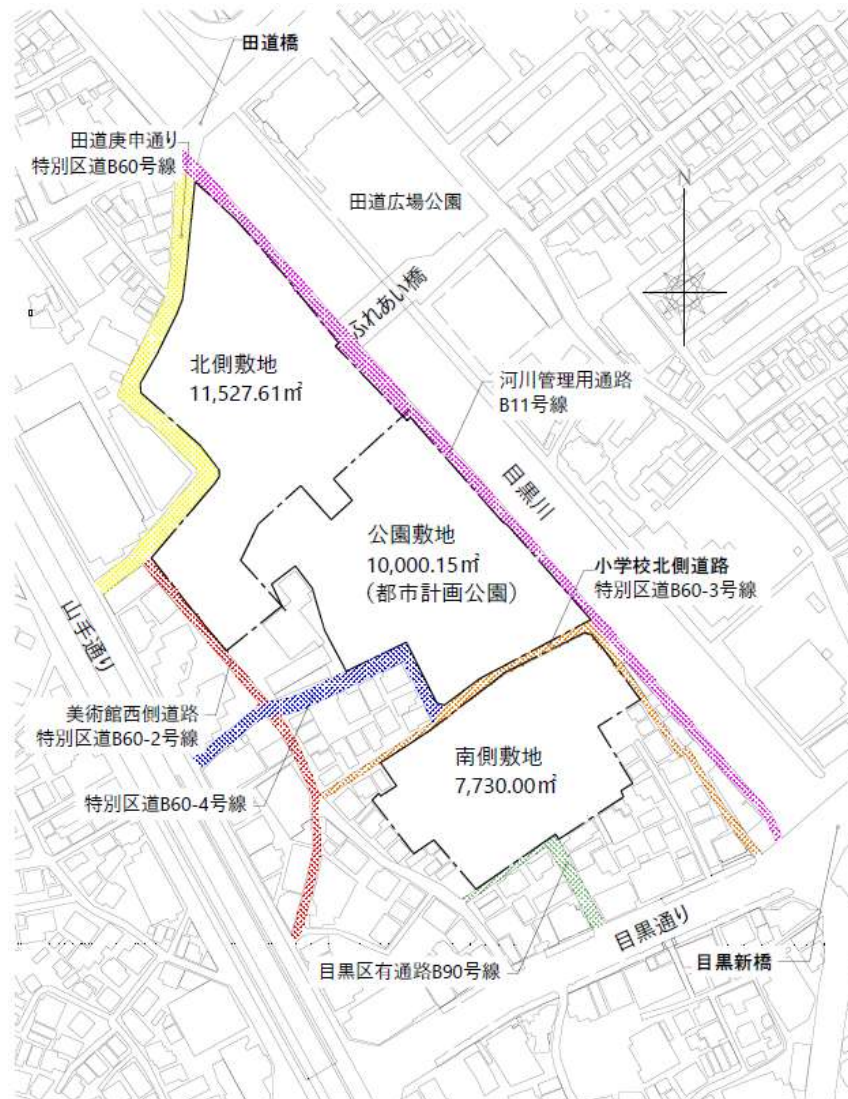 田道橋
田道庚申通り
特別区道B60号線
田道広場公園
N
ふれあい橋
北側敷地
11,527.61㎡
河川管理用通路
B11号線
目黒川
公園敷地
10,000.15㎡
（都市計画公園）
小学校北側道路
特別区道B60-3号線
山手通り
美術館西側道路
特別区道B60-2号線
南側敷地
7,730.00㎡
特別区道B60-4号線
目黒通り
目黒区有通路B90号線
目黒新橋